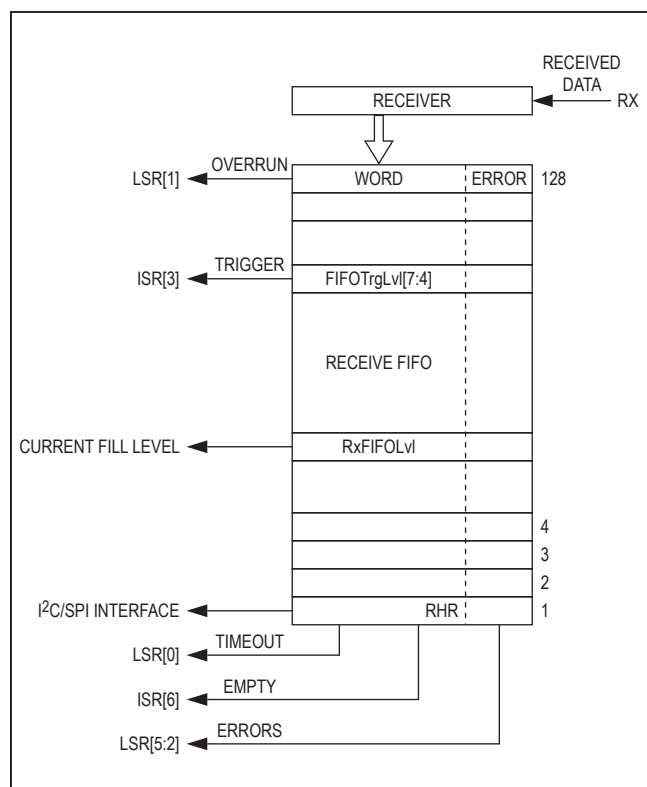 RECEIVED
DATA
RECEIVER
RX
OVERRUN
LSR[1]
WORD
ERROR
128
TRIGGER
ISR[3]
FIFOTrgLvl[7:4]
RECEIVE FIFO
CURRENT FILL LEVEL
RxFIFOLvl
4
3
2
I2C/SPI INTERFACE
RHR
1
TIMEOUT
LSR[0]
EMPTY
ISR[6]
ERRORS
LSR[5:2]